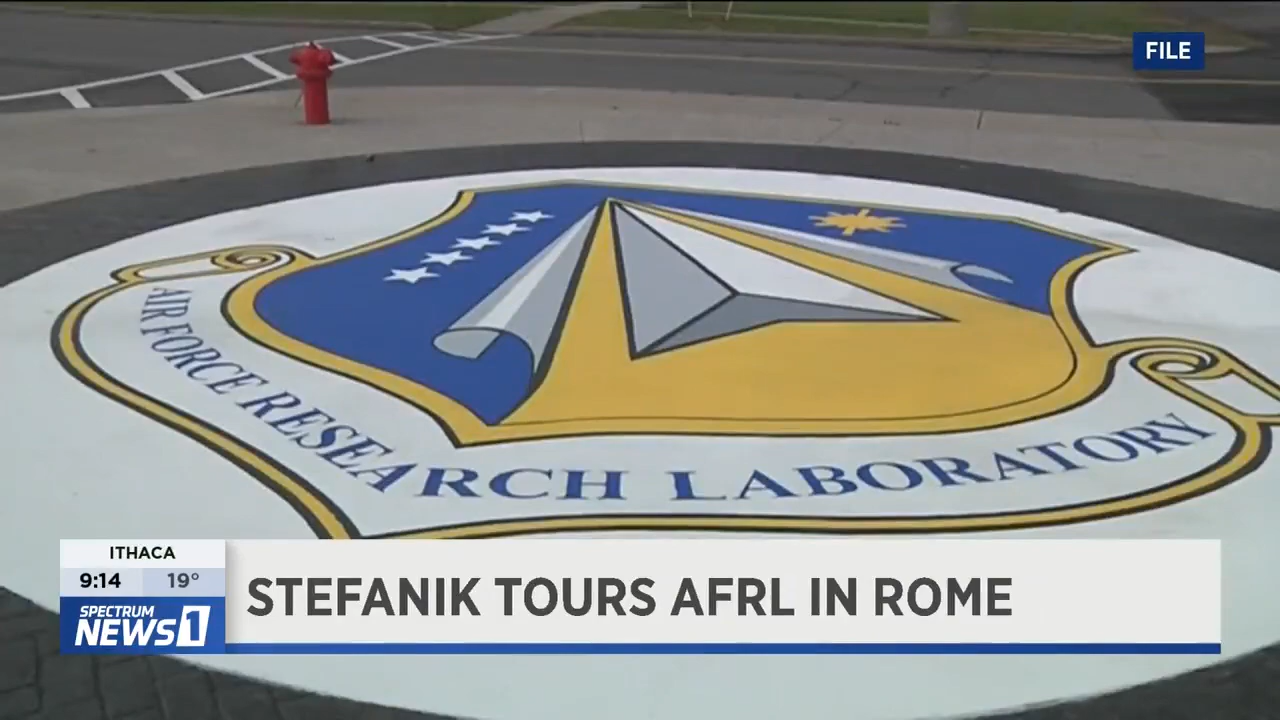 FILE
AIR FORCE RESEARCH LABORATORY
ITHACA
9:14 19°
SPECTRUM
NEWS 1
STEFANIK TOURS AFRL IN ROME